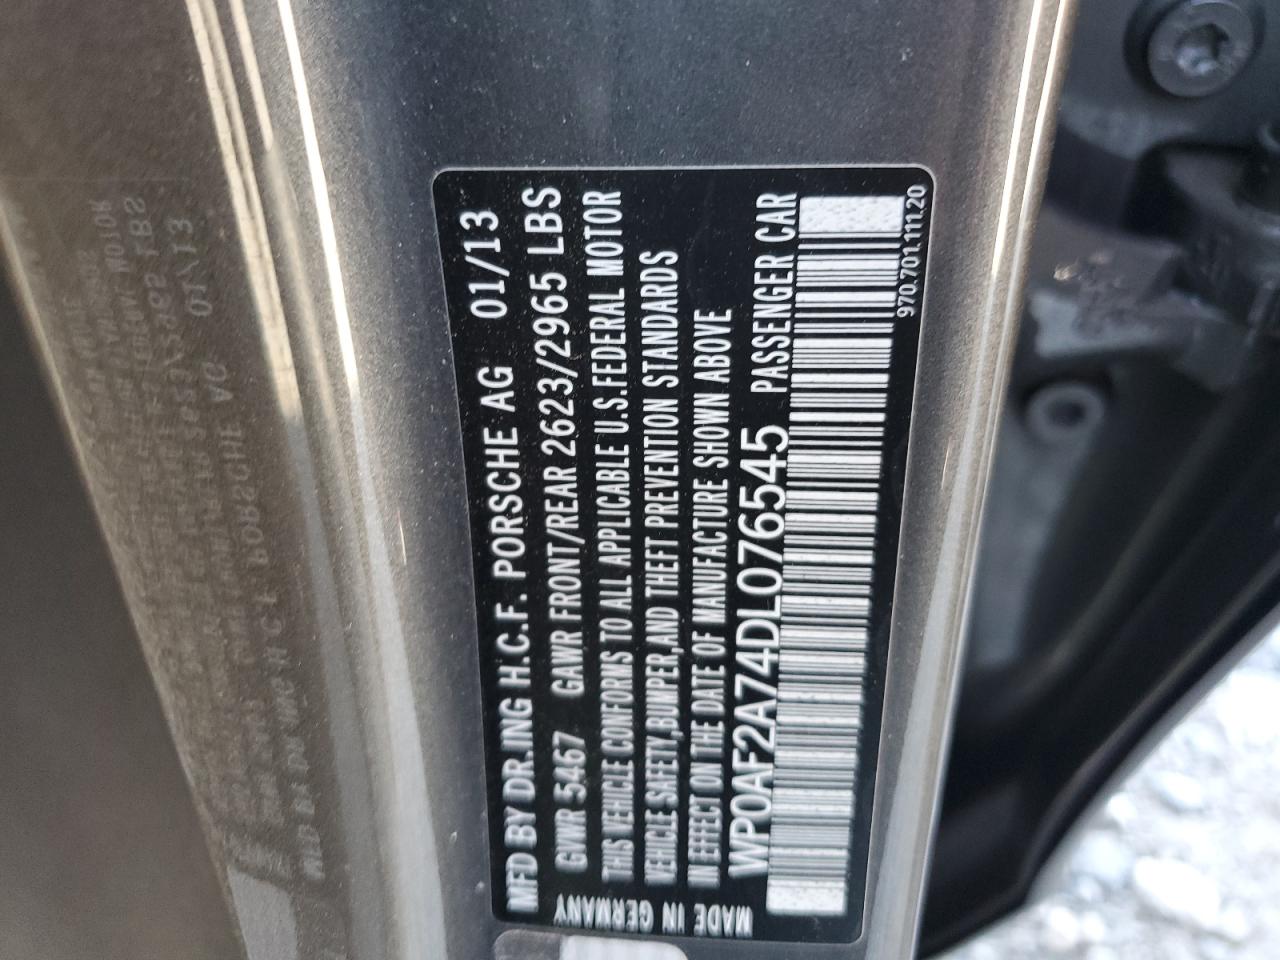 MFD BY DR.ING H.C.F. PORSCHE AG 01/13
GVWR 5467 GAWR FRONT/REAR 2623/2965 LBS
THIS VEHICLE CONFORMS TO ALL APPLICABLE U.S.FEDERAL MOTOR
VEHICLE SAFETY,BUMPER,AND THEFT PREVENTION STANDARDS
IN EFFECT ON THE DATE OF MANUFACTURE SHOWN ABOVE
WP0AF2A74DL076545 PASSENGER CAR
970.701.111.20
MADE IN GERMANY